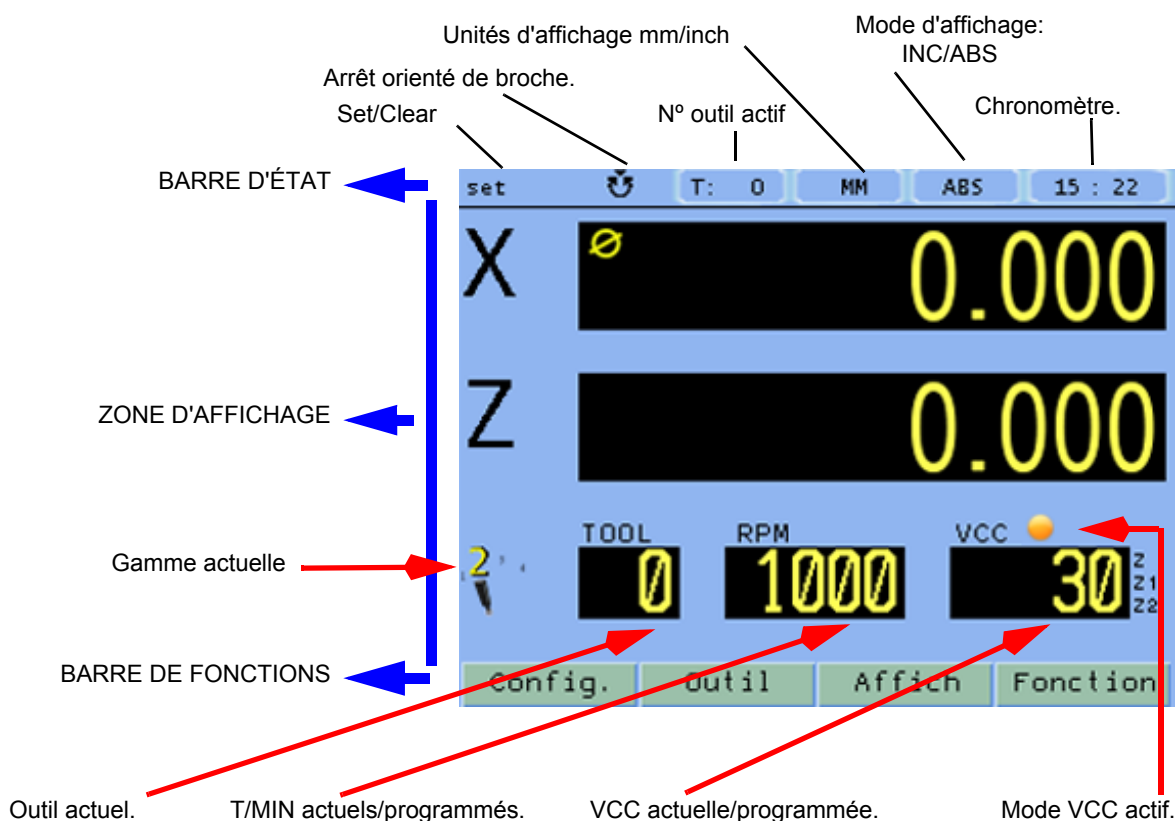 Unités d'affichage mm/inch
Mode d'affichage:
INC/ABS
Arrêt orienté de broche.
Set/Clear
Nº outil actif
Chronomètre.
BARRE D'ÉTAT
set
T: 0
MM
ABS
15 : 22
X
0.000
ZONE D'AFFICHAGE
Z
0.000
TOOL
RPM
VCC
Gamme actuelle
2
0
1000
30
Z
Z1
Z2
BARRE DE FONCTIONS
Config.
Outil
Affich
Fonction
Outil actuel.
T/MIN actuels/programmés.
VCC actuelle/programmée.
Mode VCC actif.